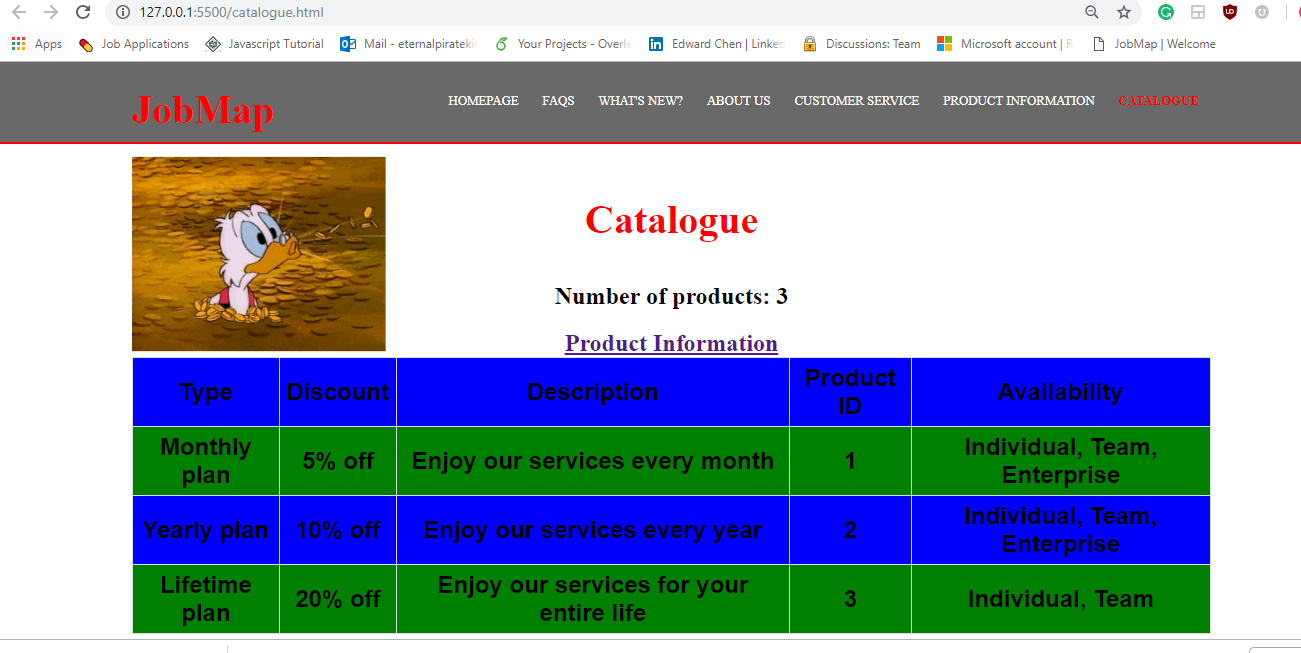 127.0.0.1:5500/catalogue.html
Apps Job Applications Javascript Tutorial Mail - eternalpirateki Your Projects - Overle Edward Chen | Linked Discussions: Team Microsoft account | R JobMap | Welcome
JobMap HOMEPAGE FAQS WHAT'S NEW? ABOUT US CUSTOMER SERVICE PRODUCT INFORMATION CATALOGUE
Catalogue
Number of products: 3
Product Information
Type Discount Description Product ID Availability
Monthly plan 5% off Enjoy our services every month 1 Individual, Team, Enterprise
Yearly plan 10% off Enjoy our services every year 2 Individual, Team, Enterprise
Lifetime plan 20% off Enjoy our services for your entire life 3 Individual, Team